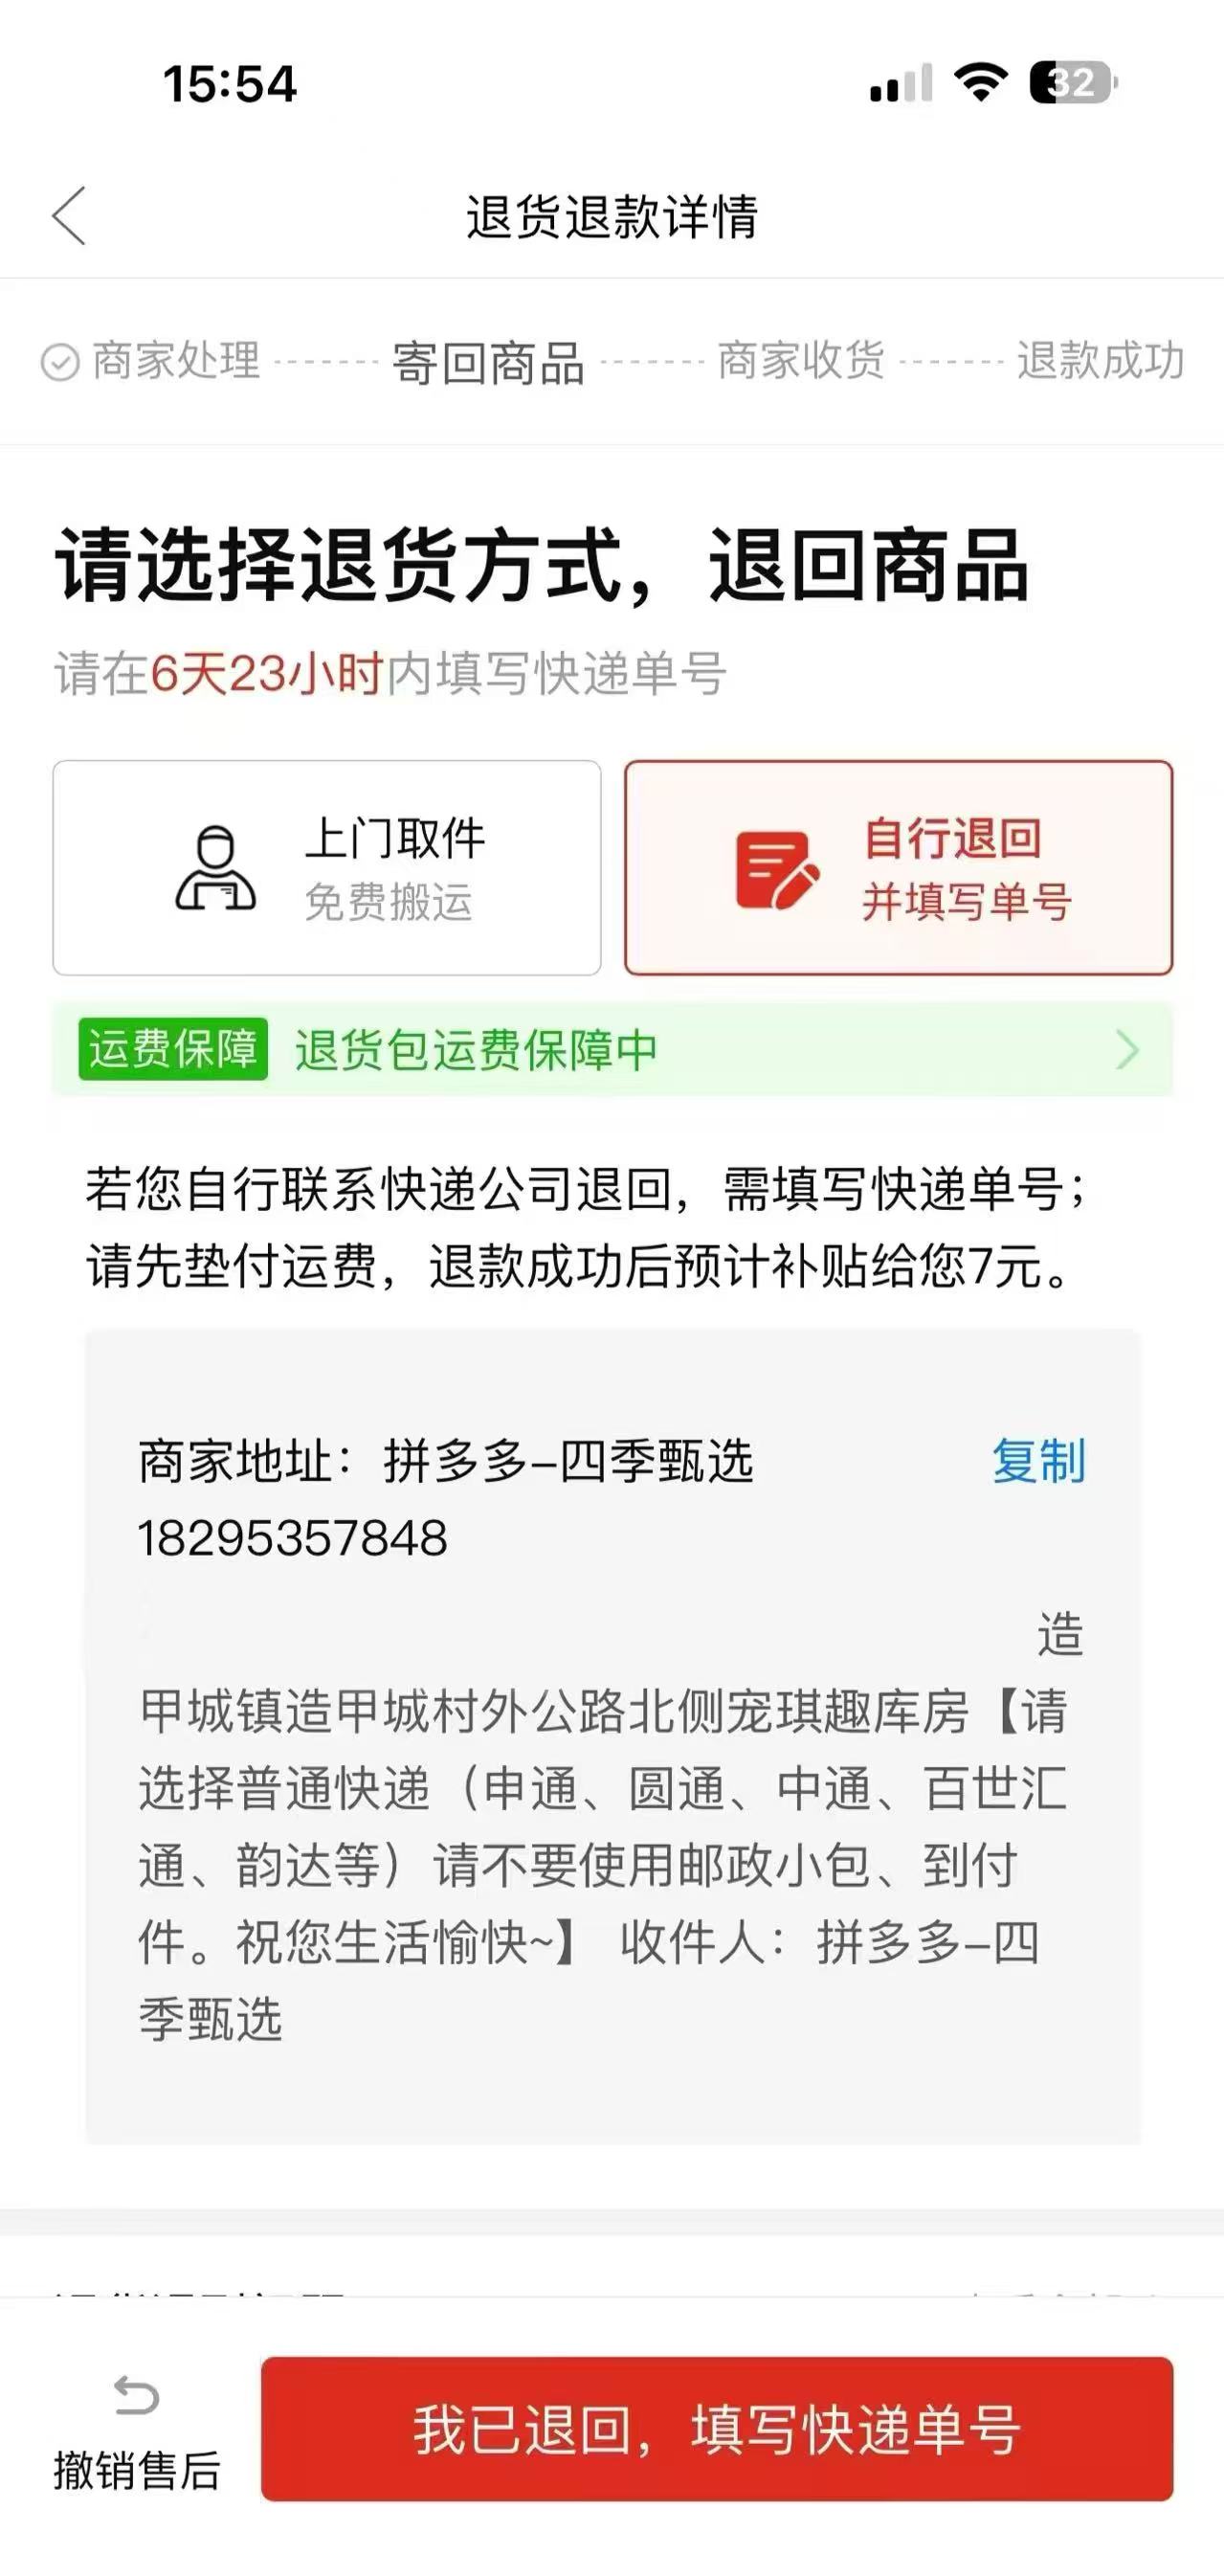 15:54
32
退货退款详情
商家处理 寄回商品 商家收货 退款成功
请选择退货方式，退回商品
请在6天23小时内填写快递单号
上门取件
免费搬运
自行退回
并填写单号
运费保障 退货包运费保障中
若您自行联系快递公司退回，需填写快递单号；
请先垫付运费，退款成功后预计补贴给您7元。
商家地址：拼多多-四季甄选 复制
18295357848
造
甲城镇造甲城村外公路北侧宠琪趣库房【请
选择普通快递（申通、圆通、中通、百世汇
通、韵达等）请不要使用邮政小包、到付
件。祝您生活愉快~】 收件人：拼多多-四
季甄选
撤销售后
我已退回，填写快递单号